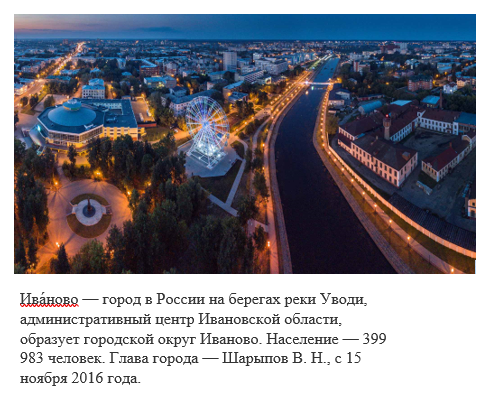 Ива́ново — город в России на берегах реки Уводи,
административный центр Ивановской области,
образует городской округ Иваново. Население — 399
983 человек. Глава города — Шарыпов В. Н., с 15
ноября 2016 года.